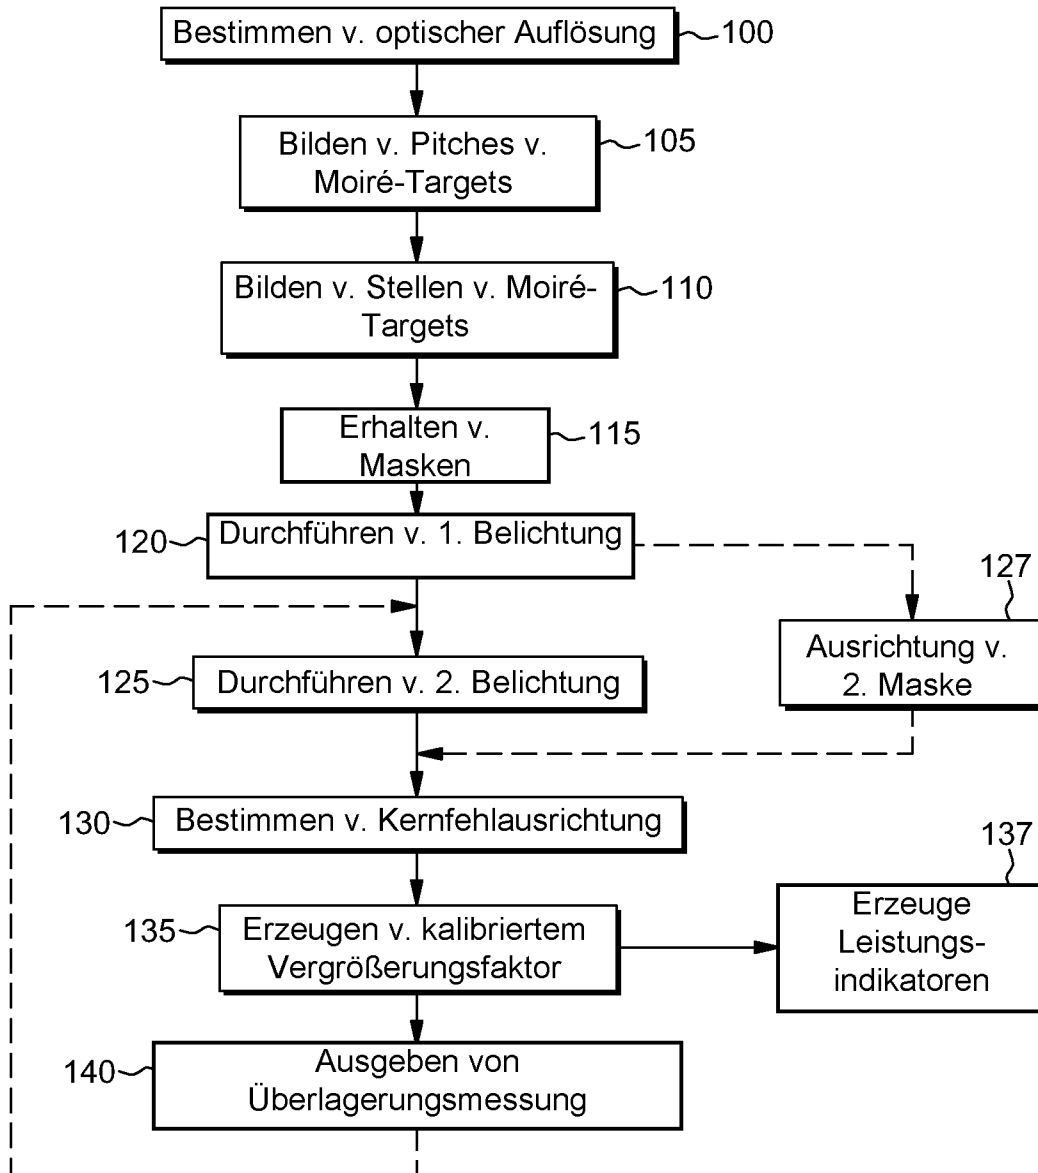 Bestimmen v. optischer Auflösung
100
Bilden v. Pitches v.
Moiré-Targets
105
Bilden v. Stellen v. Moiré-
Targets
110
Erhalten v.
Masken
115
120
Durchführen v. 1. Belichtung
127
Ausrichtung v.
2. Maske
125
Durchführen v. 2. Belichtung
130
Bestimmen v. Kernfehlausrichtung
137
135
Erzeugen v. kalibriertem
Vergrößerungsfaktor
Erzeuge
Leistungs-
indikatoren
140
Ausgeben von
Überlagerungsmessung